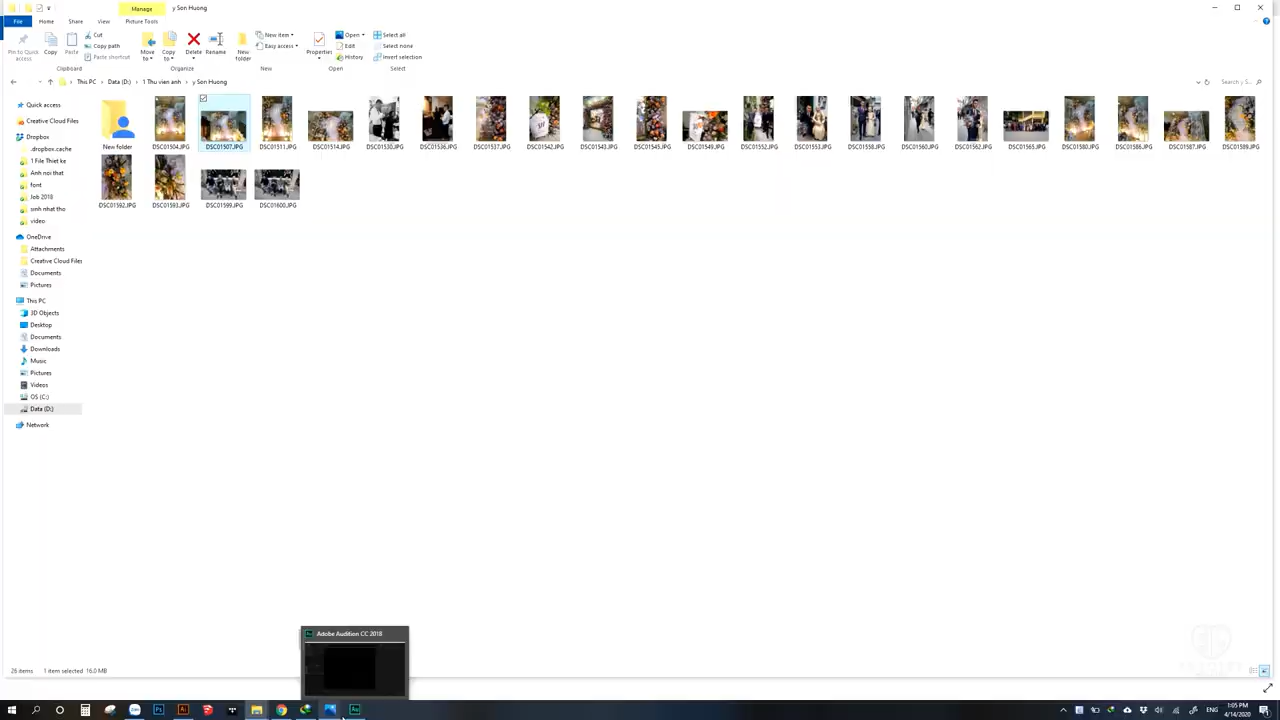 Manage
y Son Huong
File
Home
Share
View
Picture Tools
Pin to Quick access
Copy
Paste
Cut
Copy path
Paste shortcut
Move to
Copy to
Delete
Rename
New folder
New item
Easy access
Properties
Open
Edit
History
Select all
Select none
Invert selection
Clipboard
Organize
New
Open
Select
This PC
Data (D:)
1 Thu vien anh
y Son Huong
Search y S...
Quick access
Creative Cloud Files
Dropbox
.dropbox.cache
1 File Thiet ke
Anh noi that
font
Job 2018
sinh nhat tho
video
OneDrive
Attachments
Creative Cloud Files
Documents
Pictures
This PC
3D Objects
Desktop
Documents
Downloads
Music
Pictures
Videos
OS (C:)
Data (D:)
Network
New folder
DSC01504.JPG
DSC01507.JPG
DSC01511.JPG
DSC01514.JPG
DSC01530.JPG
DSC01536.JPG
DSC01537.JPG
DSC01542.JPG
DSC01543.JPG
DSC01545.JPG
DSC01549.JPG
DSC01552.JPG
DSC01553.JPG
DSC01558.JPG
DSC01560.JPG
DSC01562.JPG
DSC01565.JPG
DSC01580.JPG
DSC01586.JPG
DSC01587.JPG
DSC01589.JPG
DSC01592.JPG
DSC01593.JPG
DSC01599.JPG
DSC01600.JPG
Adobe Audition CC 2018
26 items
1 item selected 16.0 MB
ENG
1:05 PM
4/14/2020